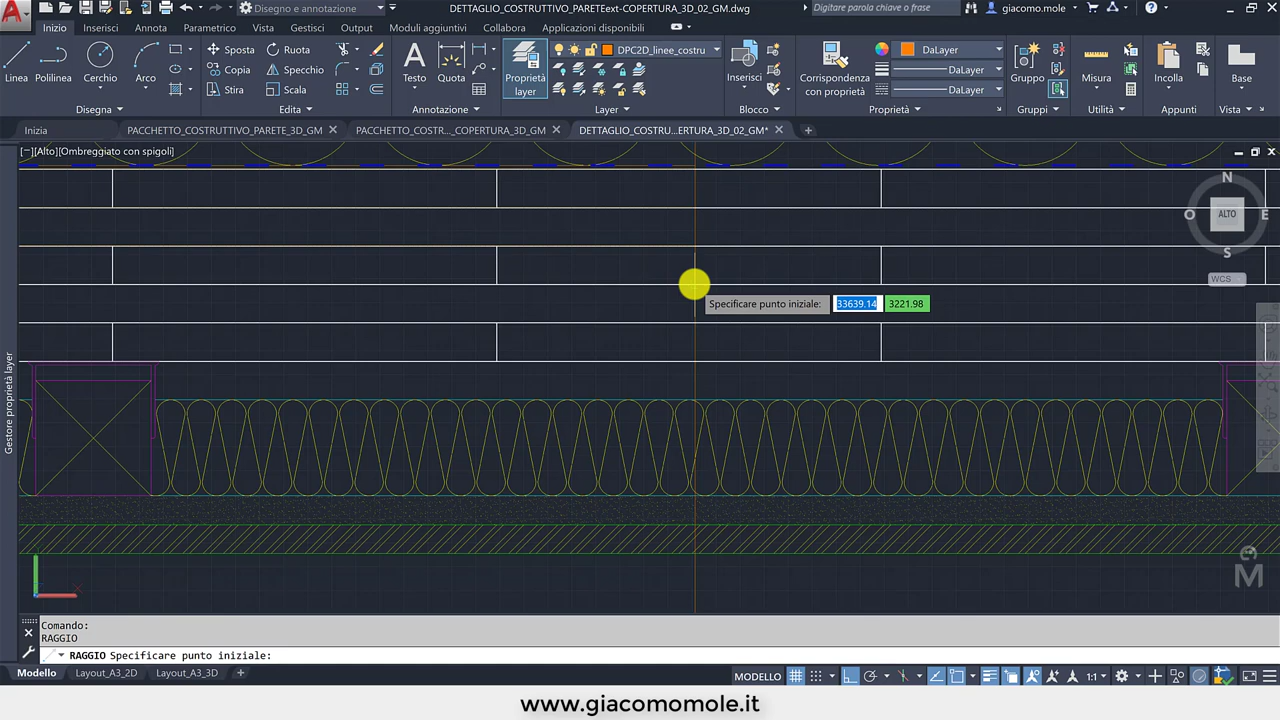 Disegno e annotazione
DETTAGLIO_COSTRUTTIVO_PARETEext-COPERTURA_3D_02_GM.dwg
Digitare parola chiave o frase
giacomo.mole
Inizio Inserisci Annota Parametrico Vista Gestisci Output Moduli aggiuntivi Collabora Applicazioni disponibili
Linea Polilinea Cerchio Arco
Sposta Ruota
Copia Specchio
Stira Scala
Testo Quota
Proprietà layer
DPC2D_linee_costru
Inserisci
Corrispondenza con proprietà
DaLayer
DaLayer
DaLayer
Gruppo Misura Incolla Base
Disegna Edita Annotazione Layer Blocco Proprietà Gruppi Utilità Appunti Vista
Inizia PACCHETTO_COSTRUTTIVO_PARETE_3D_GM PACCHETTO_COSTR..._COPERTURA_3D_GM DETTAGLIO_COSTRU...ERTURA_3D_02_GM*
[−][Alto][Ombreggiato con spigoli]
N
O ALTO E
S
WCS
Specificare punto iniziale: 33639.14 3221.98
Gestore proprietà layer
Comando:
RAGGIO
RAGGIO Specificare punto iniziale:
Modello Layout_A3_2D Layout_A3_3D
MODELLO 1:1
www.giacomomole.it